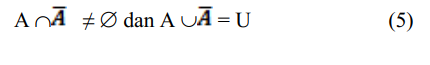 A ∩ A̅ ≠ ∅ dan A ∪ A̅ = U (5)